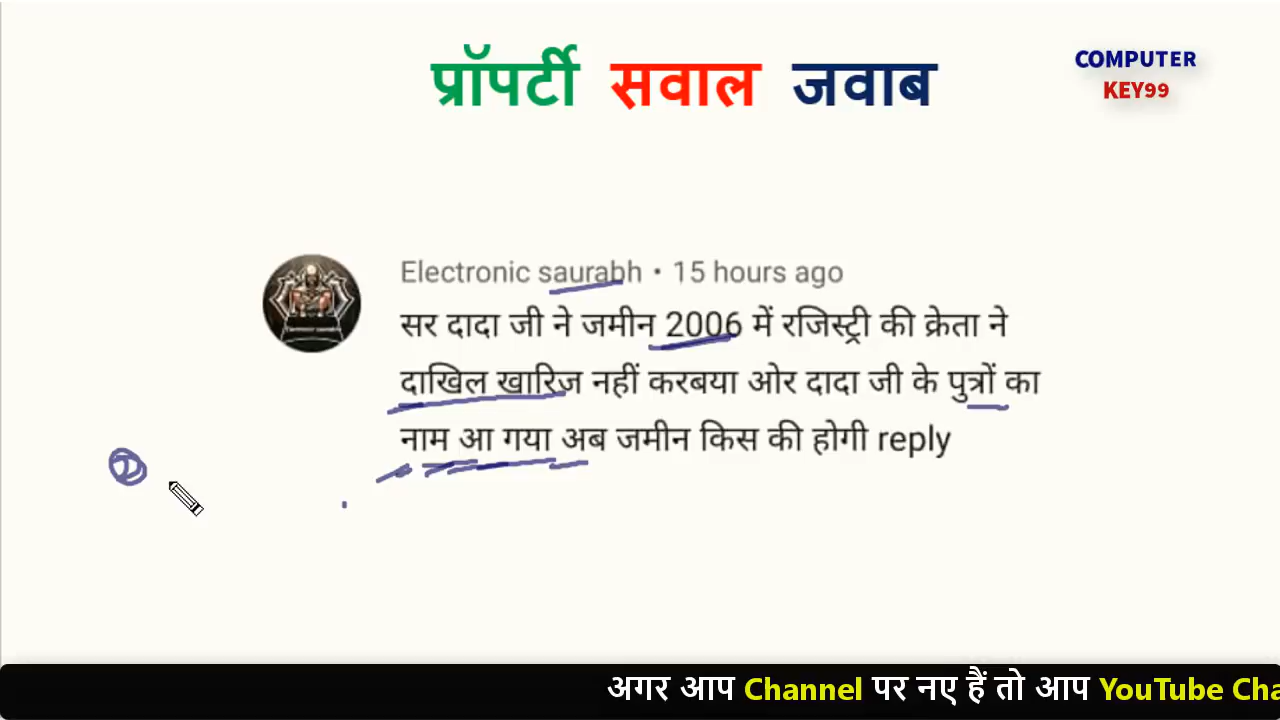 प्रॉपर्टी सवाल जवाब
COMPUTER
KEY99
Electronic saurabh • 15 hours ago
सर दादा जी ने जमीन 2006 में रजिस्ट्री की क्रेता ने
दाखिल खारिज नहीं करबया ओर दादा जी के पुत्रों का
नाम आ गया अब जमीन किस की होगी reply
अगर आप Channel पर नए हैं तो आप YouTube Cha